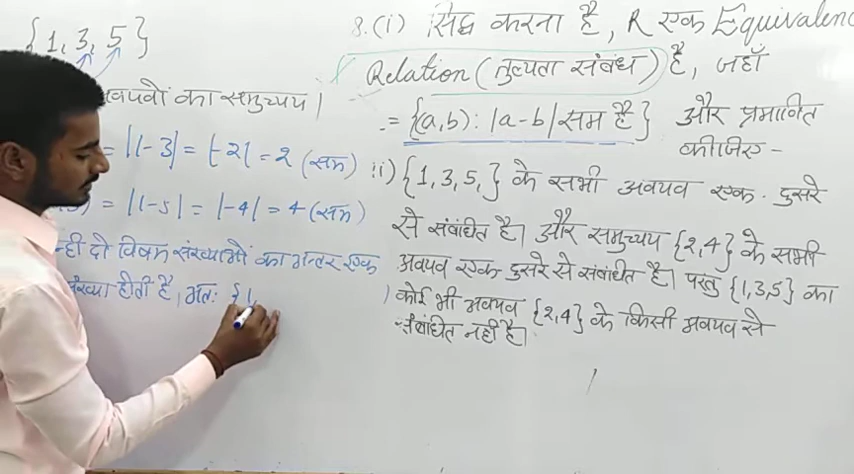 {1, 3, 5}
अवयवों का समुच्चय |
= |1-3| = |-2| = 2 (सम)
= |1-5| = |-4| = 4 (सम)
न्ही दो विषम संख्याओं का अन्तर एक
संख्या होती है, अतः {1,
8. (i) सिद्ध करना है, R एक Equivalenc
Relation (तुल्यता संबंध) है, जहाँ
= {(a,b) : |a-b| सम है} और प्रमाणित
कीजिए -
ii) {1,3,5,} के सभी अवयव एक दुसरे
से संबंधित है। और समुच्चय {2,4} के सभी
अवयव एक दुसरे से संबंधित है। परंतु {1,3,5} का
कोई भी अवयव {2,4} के किसी अवयव से
संबंधित नहीं है।